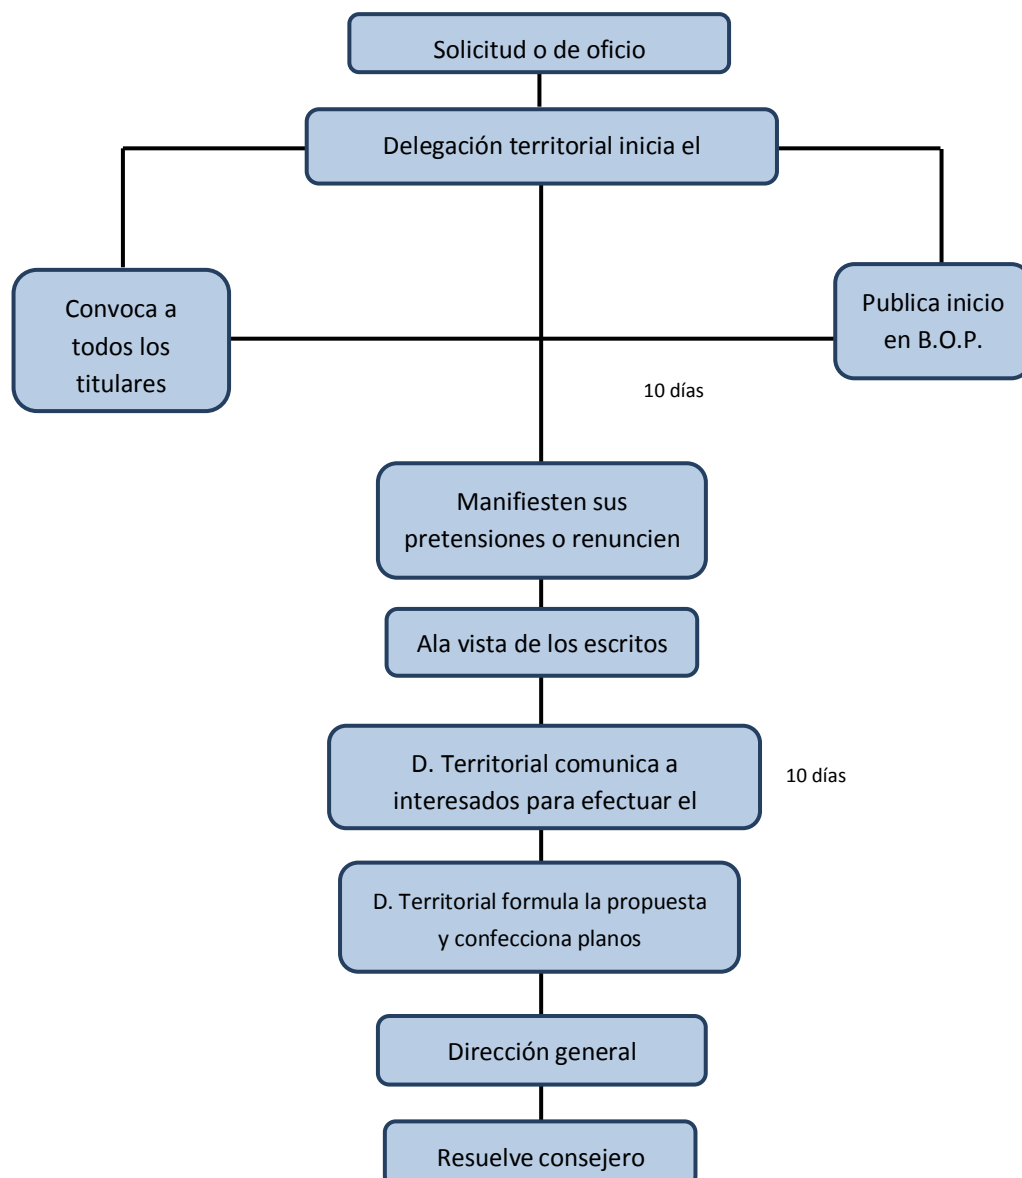 Solicitud o de oficio
Delegación territorial inicia el
Convoca a
todos los
titulares
Publica inicio
en B.O.P.
10 días
Manifiesten sus
pretensiones o renuncien
Ala vista de los escritos
D. Territorial comunica a
interesados para efectuar el
10 días
D. Territorial formula la propuesta
y confecciona planos
Dirección general
Resuelve consejero